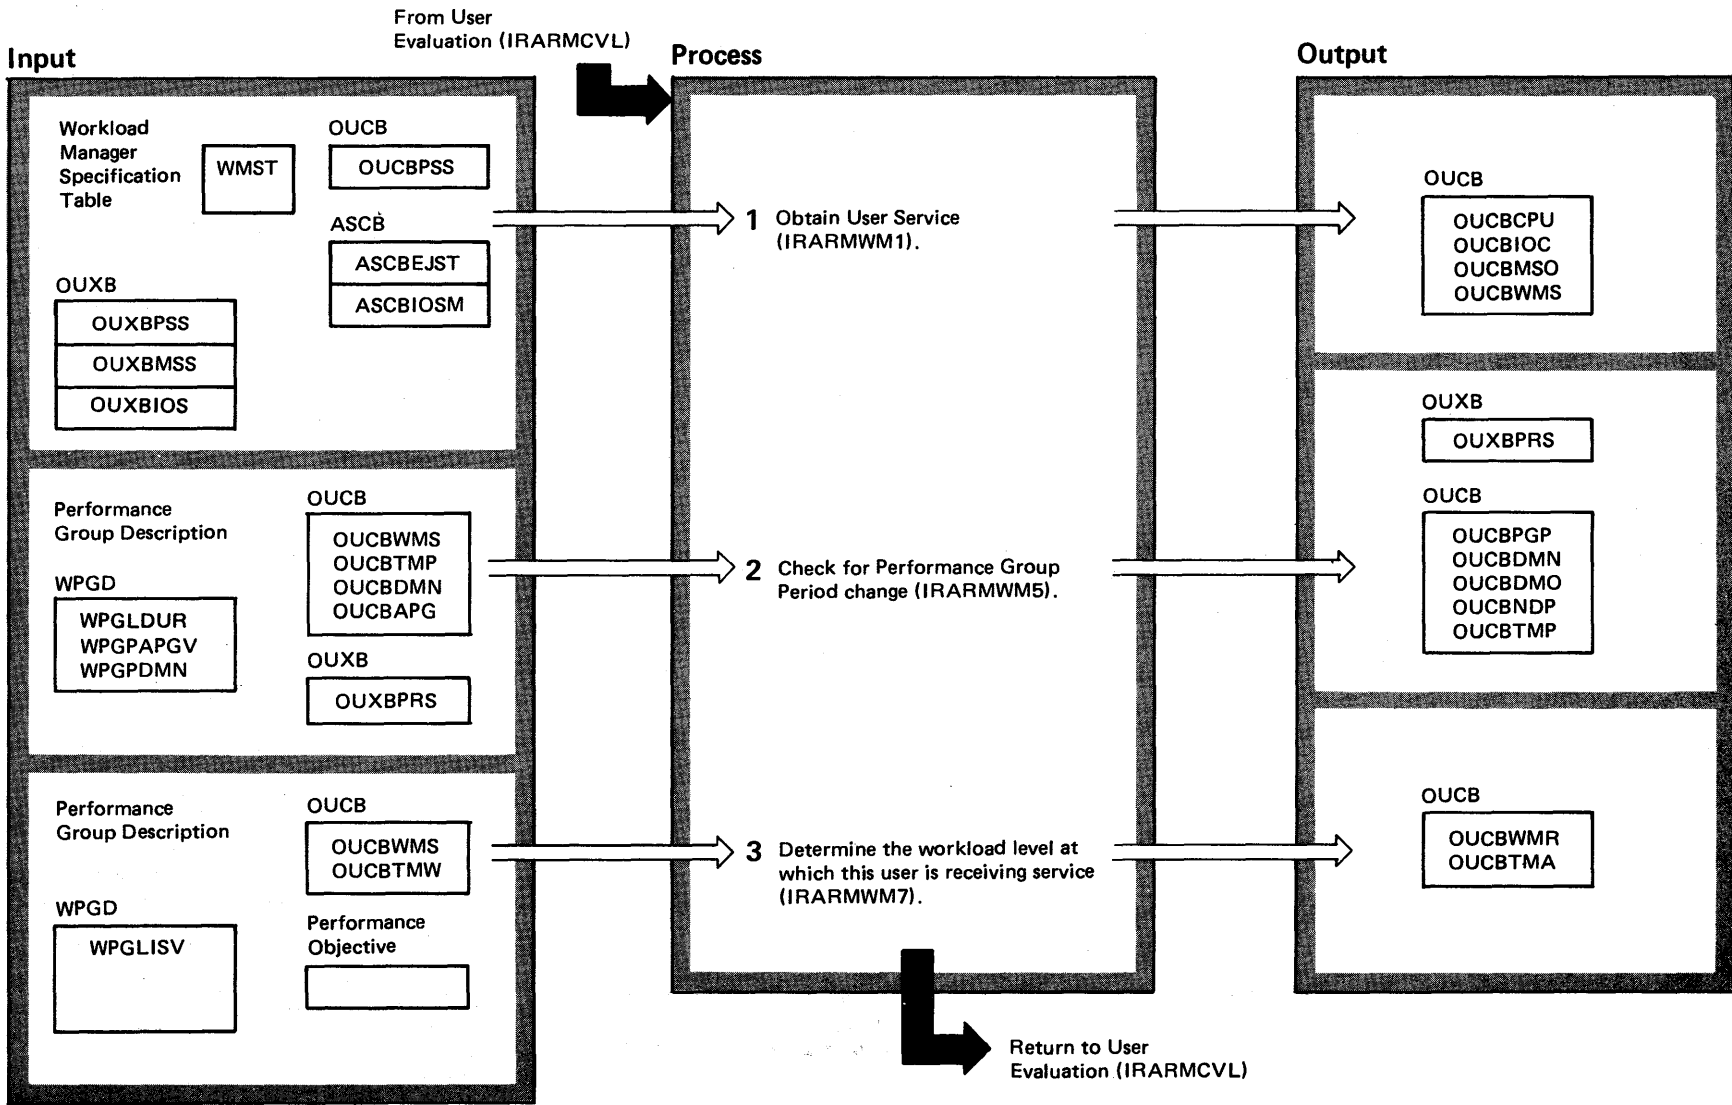 From User
Evaluation (IRARMCVL)
Input
Process
Output
Workload
Manager
Specification
Table
WMST
OUCB
OUCBPSS
ASCB
ASCBEJST
ASCBIOSM
OUXB
OUXBPSS
OUXBMSS
OUXBIOS
1 Obtain User Service
(IRARMWM1).
OUCB
OUCBCPU
OUCBIOC
OUCBMSO
OUCBWMS
Performance
Group Description
WPGD
WPGLDUR
WPGPAPGV
WPGPDMN
OUCB
OUCBWMS
OUCBTMP
OUCBDMN
OUCBAPG
OUXB
OUXBPRS
2 Check for Performance Group
Period change (IRARMWM5).
OUXB
OUXBPRS
OUCB
OUCBPGP
OUCBDMN
OUCBDMO
OUCBNDP
OUCBTMP
Performance
Group Description
WPGD
WPGLISV
OUCB
OUCBWMS
OUCBTMW
Performance
Objective
3 Determine the workload level at
which this user is receiving service
(IRARMWM7).
OUCB
OUCBWMR
OUCBTMA
Return to User
Evaluation (IRARMCVL)